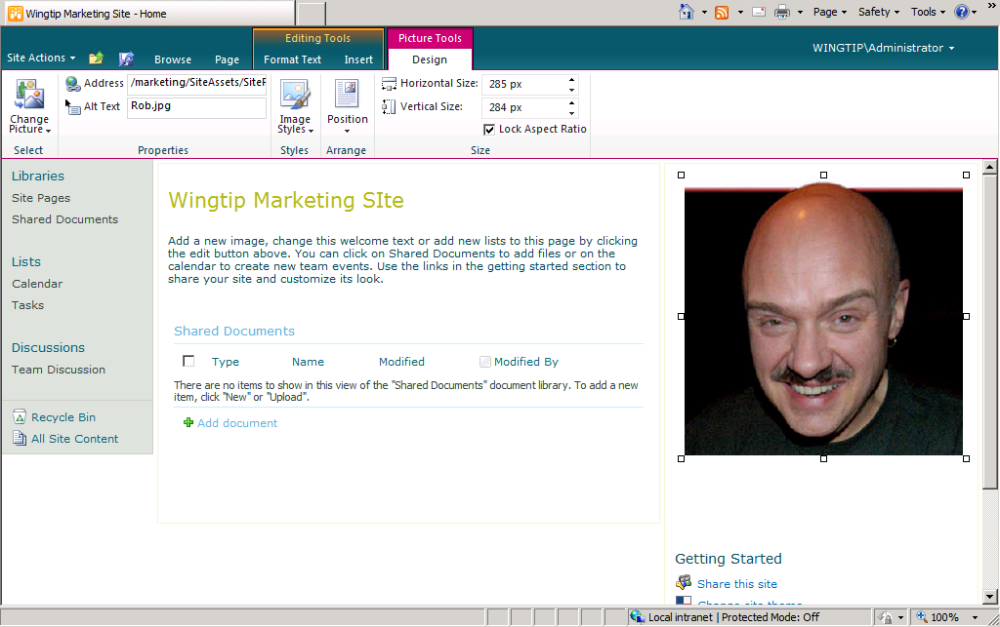 Wingtip Marketing Site - Home
Page Safety Tools
Editing Tools Picture Tools
Site Actions Browse Page Format Text Insert Design WINGTIP\Administrator
Address /marketing/SiteAssets/SiteP Horizontal Size: 285 px
Alt Text Rob.jpg Vertical Size: 284 px
Change Picture
Image Styles
Position
Lock Aspect Ratio
Select Properties Styles Arrange Size
Libraries
Site Pages
Shared Documents
Lists
Calendar
Tasks
Discussions
Team Discussion
Recycle Bin
All Site Content
Wingtip Marketing SIte
Add a new image, change this welcome text or add new lists to this page by clicking
the edit button above. You can click on Shared Documents to add files or on the
calendar to create new team events. Use the links in the getting started section to
share your site and customize its look.
Shared Documents
Type Name Modified Modified By
There are no items to show in this view of the "Shared Documents" document library. To add a new
item, click "New" or "Upload".
Add document
Getting Started
Share this site
Change site theme
Local intranet | Protected Mode: Off 100%